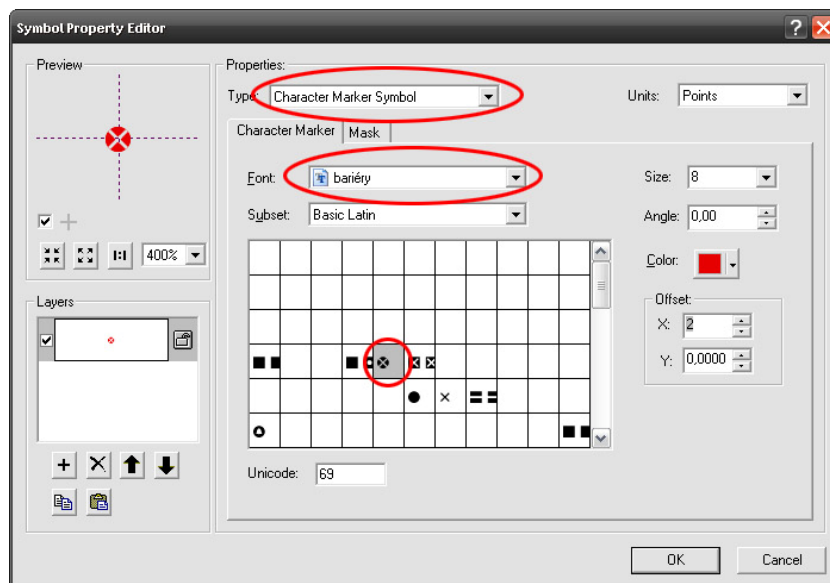 Symbol Property Editor
Preview
400%
Layers
Properties:
Type: Character Marker Symbol
Units: Points
Character Marker Mask
Font: bariéry
Size: 8
Subset: Basic Latin
Angle: 0,00
Color:
Offset:
X: 2
Y: 0,0000
Unicode: 69
OK Cancel